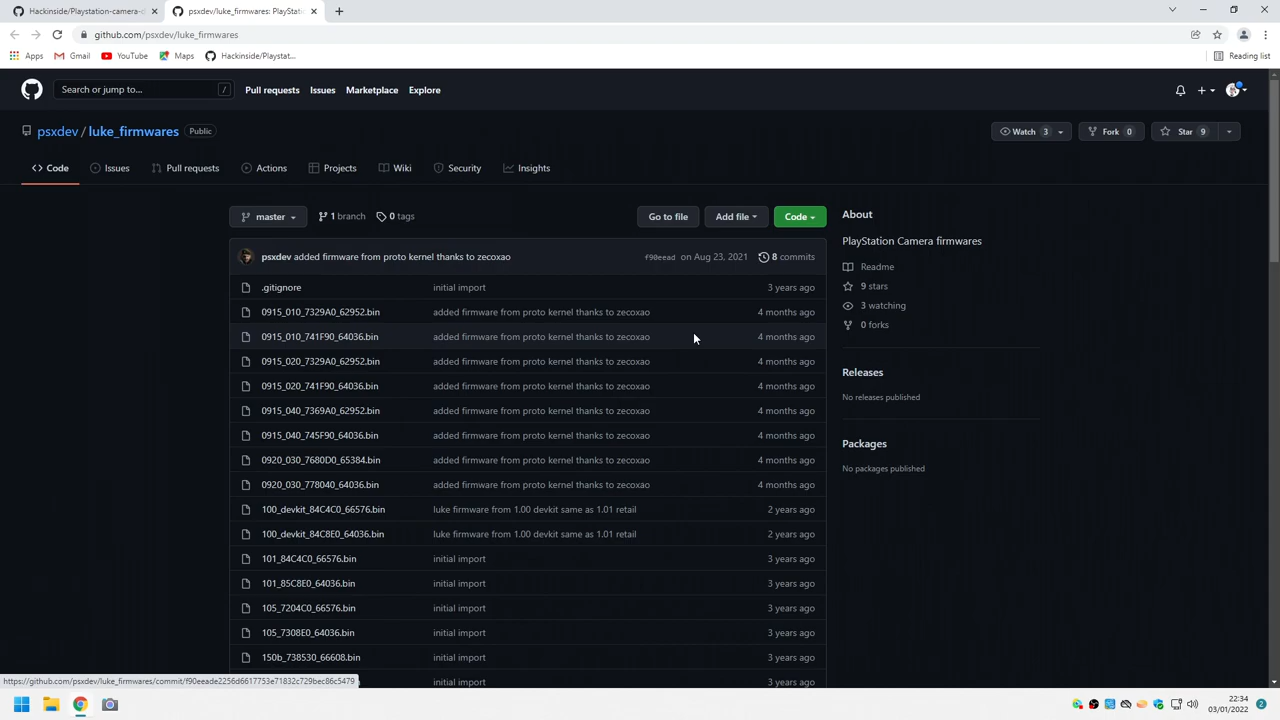 Hackinside/Playstation-camera-d
psxdev/luke_firmwares: PlayStatio
github.com/psxdev/luke_firmwares
Apps
Gmail
YouTube
Maps
Hackinside/Playstat...
Reading list
Search or jump to...
/
Pull requests
Issues
Marketplace
Explore
psxdev / luke_firmwares
Public
Watch 3
Fork 0
Star 9
Code
Issues
Pull requests
Actions
Projects
Wiki
Security
Insights
master
1 branch
0 tags
Go to file
Add file
Code
psxdev added firmware from proto kernel thanks to zecoxao
f90eead on Aug 23, 2021
8 commits
.gitignore initial import 3 years ago
0915_010_7329A0_62952.bin added firmware from proto kernel thanks to zecoxao 4 months ago
0915_010_741F90_64036.bin added firmware from proto kernel thanks to zecoxao 4 months ago
0915_020_7329A0_62952.bin added firmware from proto kernel thanks to zecoxao 4 months ago
0915_020_741F90_64036.bin added firmware from proto kernel thanks to zecoxao 4 months ago
0915_040_7369A0_62952.bin added firmware from proto kernel thanks to zecoxao 4 months ago
0915_040_745F90_64036.bin added firmware from proto kernel thanks to zecoxao 4 months ago
0920_030_7680D0_65384.bin added firmware from proto kernel thanks to zecoxao 4 months ago
0920_030_778040_64036.bin added firmware from proto kernel thanks to zecoxao 4 months ago
100_devkit_84C4C0_66576.bin luke firmware from 1.00 devkit same as 1.01 retail 2 years ago
100_devkit_84C8E0_64036.bin luke firmware from 1.00 devkit same as 1.01 retail 2 years ago
101_84C4C0_66576.bin initial import 3 years ago
101_85C8E0_64036.bin initial import 3 years ago
105_7204C0_66576.bin initial import 3 years ago
105_7308E0_64036.bin initial import 3 years ago
150b_738530_66608.bin initial import 3 years ago
initial import 3 years ago
About
PlayStation Camera firmwares
Readme
9 stars
3 watching
0 forks
Releases
No releases published
Packages
No packages published
https://github.com/psxdev/luke_firmwares/commit/f90eeade2256d6617753e71832c729bec86c5479
22:34
03/01/2022
2